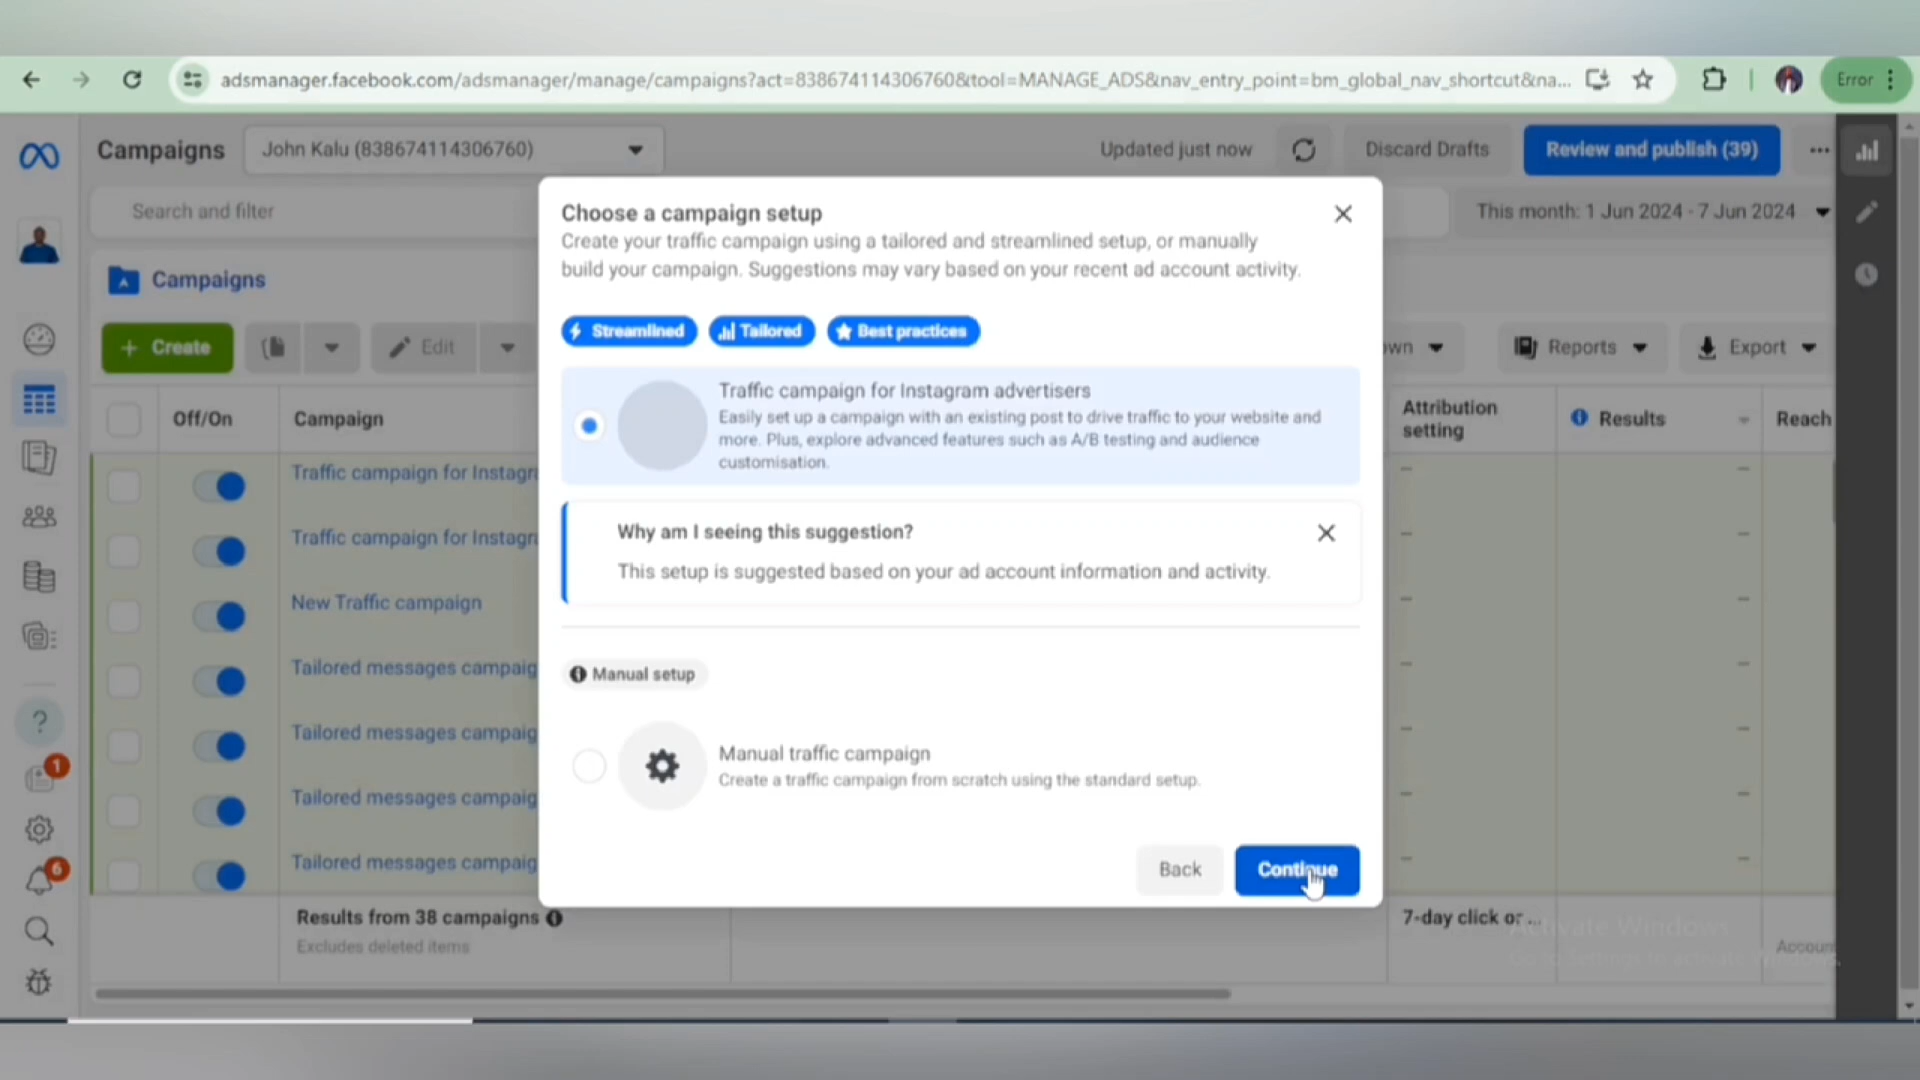 adsmanager.facebook.com/adsmanager/manage/campaigns?act=838674114306760&tool=MANAGE_ADS&nav_entry_point=bm_global_nav_shortcut&na...
Error
Campaigns
John Kalu (838674114306760)
Updated just now
Discard Drafts
Review and publish (39)
Search and filter
This month: 1 Jun 2024 - 7 Jun 2024
Campaigns
+ Create
Edit
Reports
Export
Off/On
Campaign
Attribution
setting
Results
Reach
Traffic campaign for Instagra
Traffic campaign for Instagra
New Traffic campaign
Tailored messages campaig
Tailored messages campaig
Tailored messages campaig
Tailored messages campaig
Results from 38 campaigns
Excludes deleted items
7-day click or ...
Choose a campaign setup
Create your traffic campaign using a tailored and streamlined setup, or manually
build your campaign. Suggestions may vary based on your recent ad account activity.
Streamlined
Tailored
Best practices
Traffic campaign for Instagram advertisers
Easily set up a campaign with an existing post to drive traffic to your website and
more. Plus, explore advanced features such as A/B testing and audience
customisation.
Why am I seeing this suggestion?
This setup is suggested based on your ad account information and activity.
Manual setup
Manual traffic campaign
Create a traffic campaign from scratch using the standard setup.
Back
Continue
?
1
6
Activate Windows